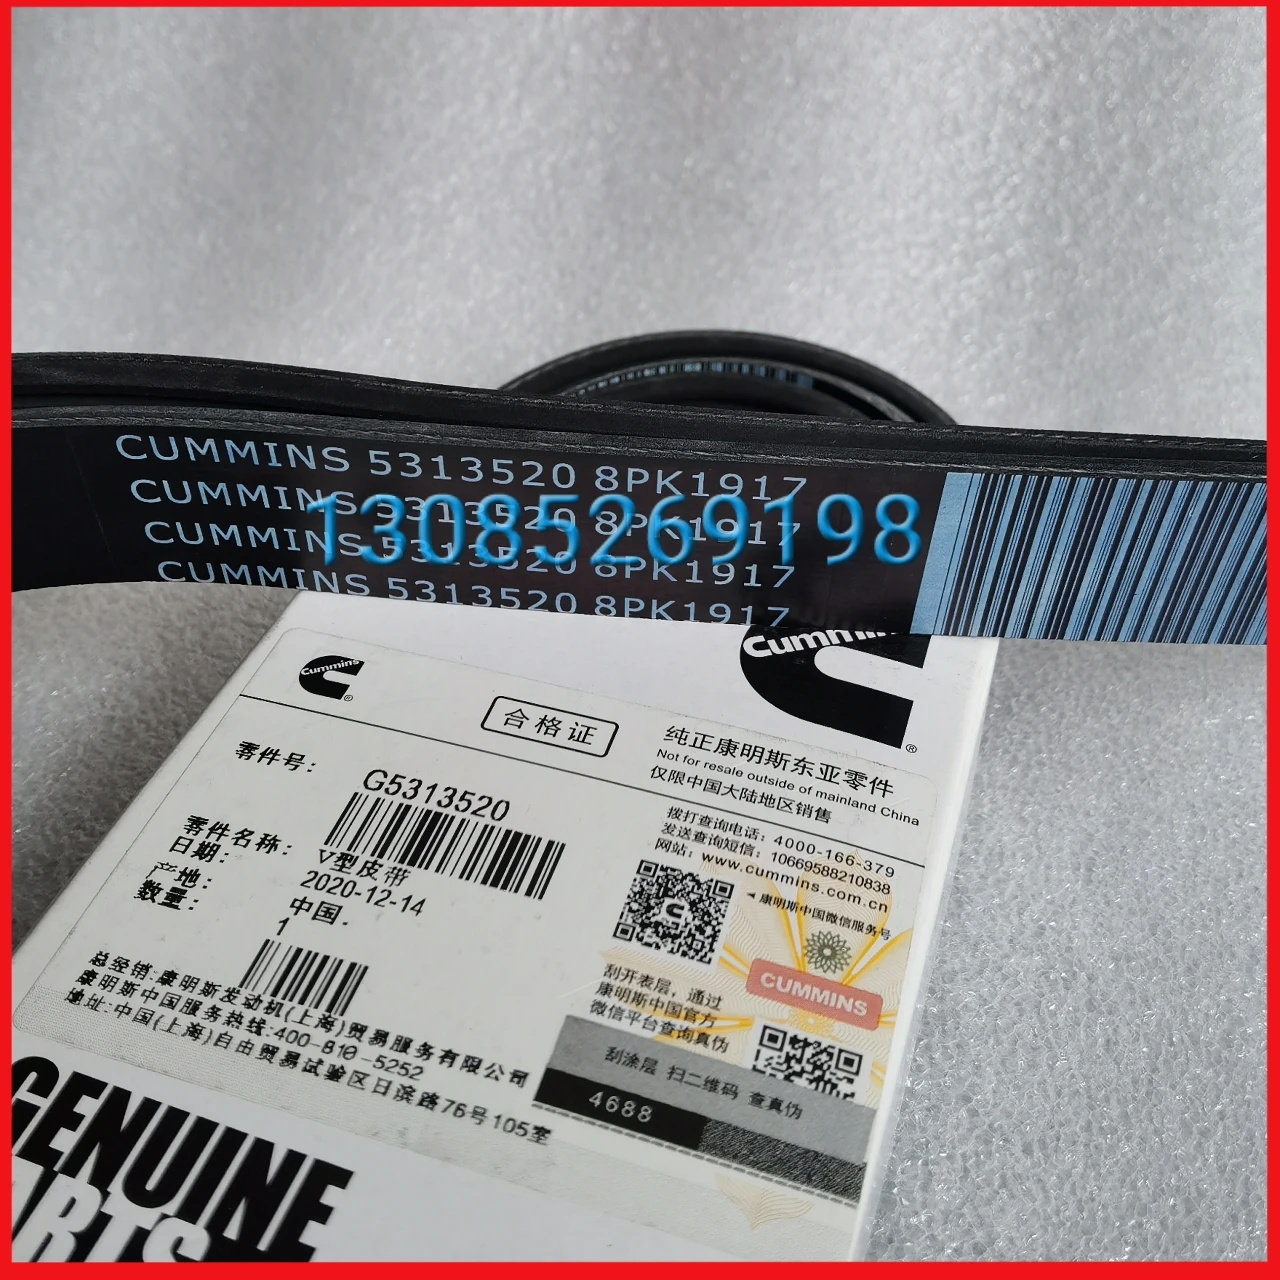 CUMMINS 5313520 8PK1917
CUMMINS 5313520 8PK1917
CUMMINS 5313520 8PK1917
CUMMINS 5313520 8PK1917
13085269198
Cummins
®
Cummins
®
合格证
纯正康明斯东亚零件
Not for resale outside of mainland China
仅限中国大陆地区销售
零件号: G5313520
零件名称: V型皮带
日期: 2020-12-14
产地: 中国.
数量: 1
拨打查询电话: 4000-166-379
发送查询短信: 10669588210838
网站: www.cummins.com.cn
◀ 康明斯中国微信服务号
CUMMINS
刮开表层, 通过
康明斯中国官方
微信平台查询真伪
刮涂层 扫二维码 查真伪
4688
总经销:康明斯发动机(上海)贸易服务有限公司
康明斯中国服务热线:400-810-5252
地址:中国(上海)自由贸易试验区日滨路76号105室
GENUINE
PARTS